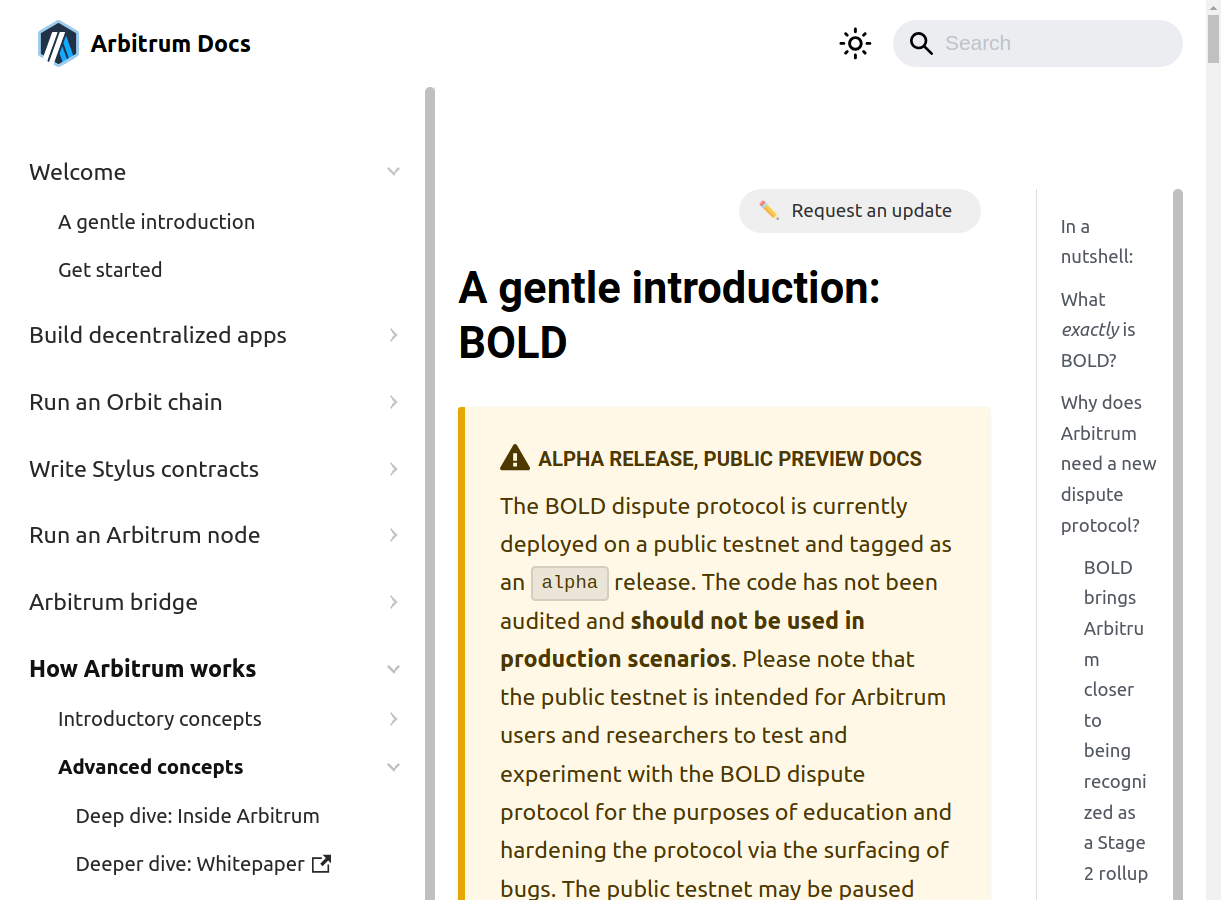 Arbitrum Docs
Search
Welcome
A gentle introduction
Get started
Build decentralized apps
Run an Orbit chain
Write Stylus contracts
Run an Arbitrum node
Arbitrum bridge
How Arbitrum works
Introductory concepts
Advanced concepts
Deep dive: Inside Arbitrum
Deeper dive: Whitepaper
Request an update
A gentle introduction:
BOLD
ALPHA RELEASE, PUBLIC PREVIEW DOCS
The BOLD dispute protocol is currently
deployed on a public testnet and tagged as
an alpha release. The code has not been
audited and should not be used in
production scenarios. Please note that
the public testnet is intended for Arbitrum
users and researchers to test and
experiment with the BOLD dispute
protocol for the purposes of education and
hardening the protocol via the surfacing of
bugs. The public testnet may be paused
In a
nutshell:
What
exactly is
BOLD?
Why does
Arbitrum
need a new
dispute
protocol?
BOLD
brings
Arbitru
m
closer
to
being
recogni
zed as
a Stage
2 rollup